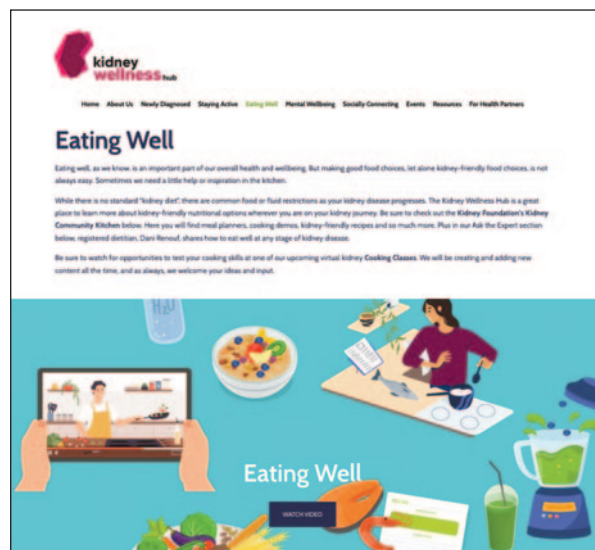 kidney
wellness hub
Home About Us Newly Diagnosed Staying Active Eating Well Mental Wellbeing Socially Connecting Events Resources For Health Partners
Eating Well
Eating well, as we know, is an important part of our overall health and wellbeing. But making good food choices, let alone kidney-friendly food choices, is not
always easy. Sometimes we need a little help or inspiration in the kitchen.
While there is no standard "kidney diet", there are common food or fluid restrictions as your kidney disease progresses. The Kidney Wellness Hub is a great
place to learn more about kidney-friendly nutritional options wherever you are on your kidney journey. Be sure to check out the Kidney Foundation's Kidney
Community Kitchen below. Here you will find meal planners, cooking demos, kidney-friendly recipes and so much more. Plus in our Ask the Expert section
below, registered dietitian, Dani Renouf, shares how to eat well at any stage of kidney disease.
Be sure to watch for opportunities to test your cooking skills at one of our upcoming virtual kidney Cooking Classes. We will be creating and adding new
content all the time, and as always, we welcome your ideas and input.
H2O
Eating Well
WATCH VIDEO